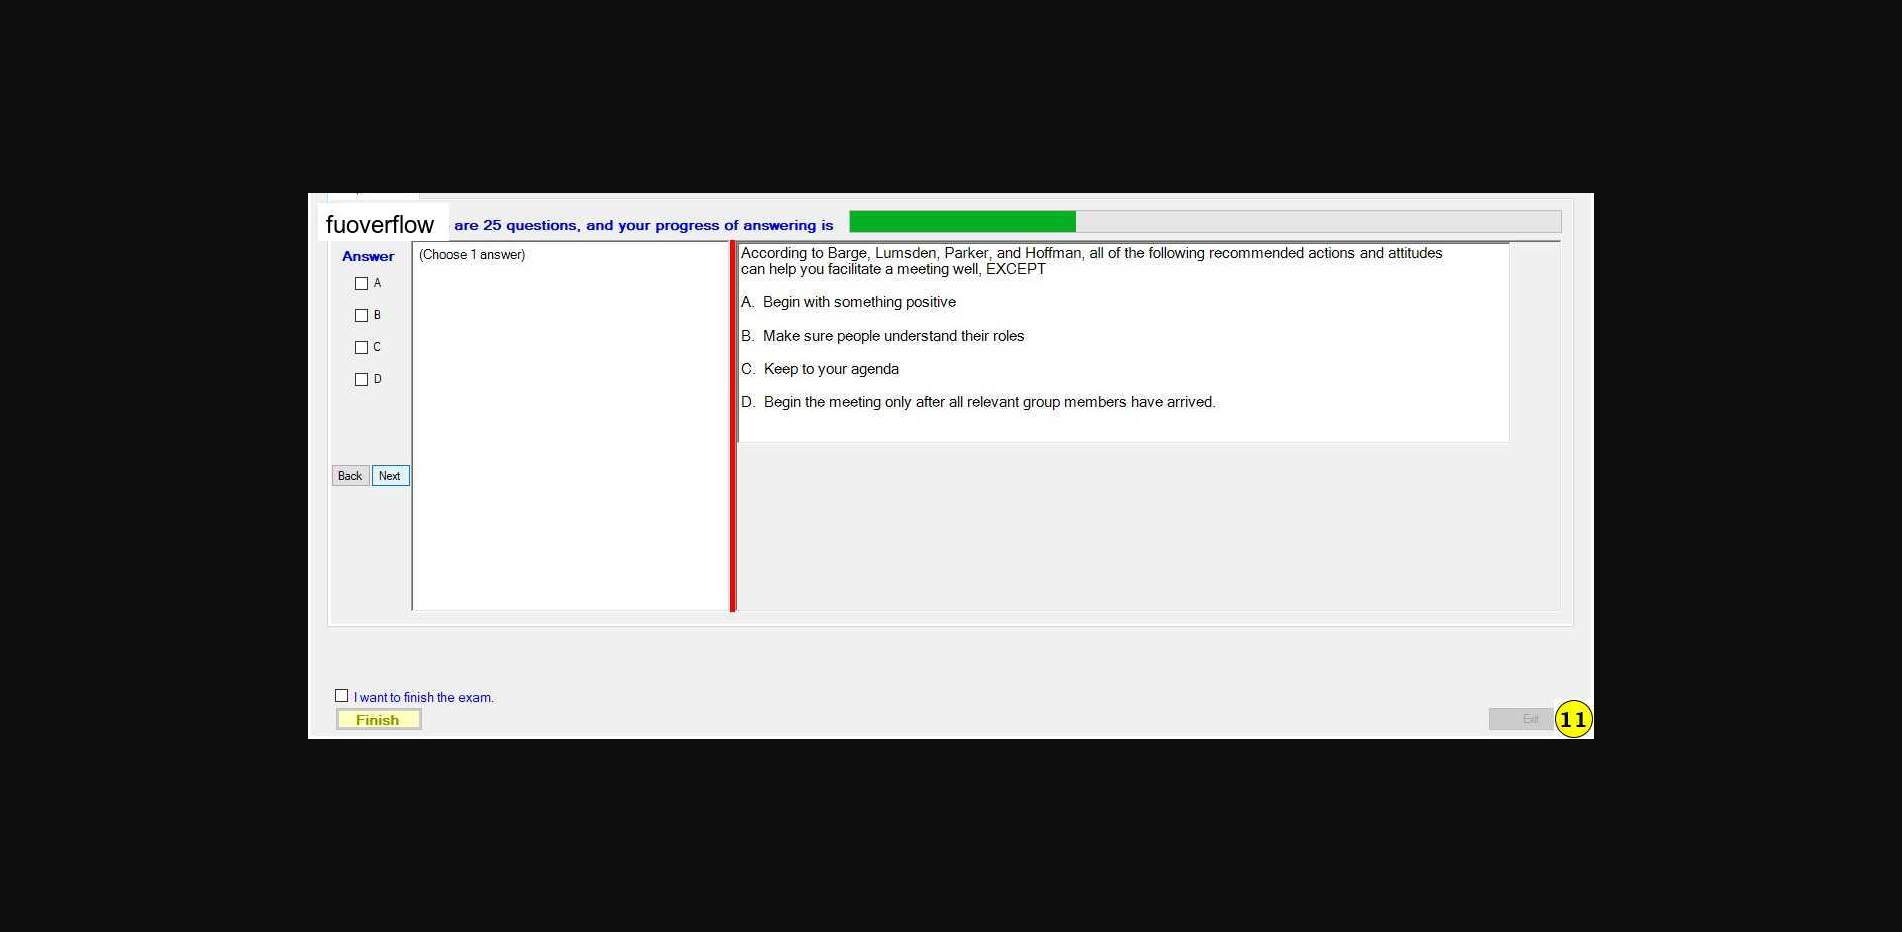 fuoverflow are 25 questions, and your progress of answering is
Answer
(Choose 1 answer)
A
B
C
D
Back Next
According to Barge, Lumsden, Parker, and Hoffman, all of the following recommended actions and attitudes
can help you facilitate a meeting well, EXCEPT
A. Begin with something positive
B. Make sure people understand their roles
C. Keep to your agenda
D. Begin the meeting only after all relevant group members have arrived.
I want to finish the exam.
Finish
Exit
11